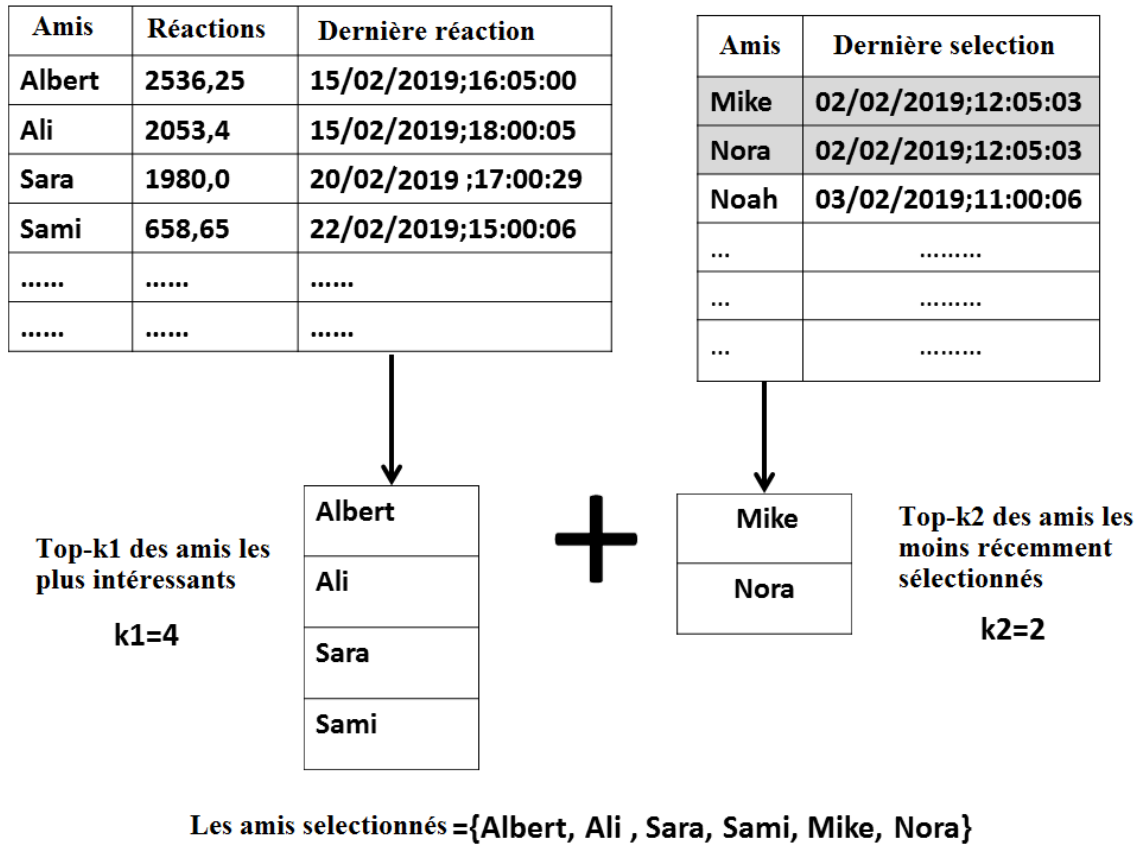 Amis Réactions Dernière réaction
Albert 2536,25 15/02/2019;16:05:00
Ali 2053,4 15/02/2019;18:00:05
Sara 1980,0 20/02/2019 ;17:00:29
Sami 658,65 22/02/2019;15:00:06
...... ...... ......
...... ...... ......
Amis Dernière selection
Mike 02/02/2019;12:05:03
Nora 02/02/2019;12:05:03
Noah 03/02/2019;11:00:06
... .........
... .........
... .........
Top-k1 des amis les
plus intéressants
k1=4
Albert
Ali
Sara
Sami
+
Mike
Nora
Top-k2 des amis les
moins récemment
sélectionnés
k2=2
Les amis selectionnés ={Albert, Ali , Sara, Sami, Mike, Nora}